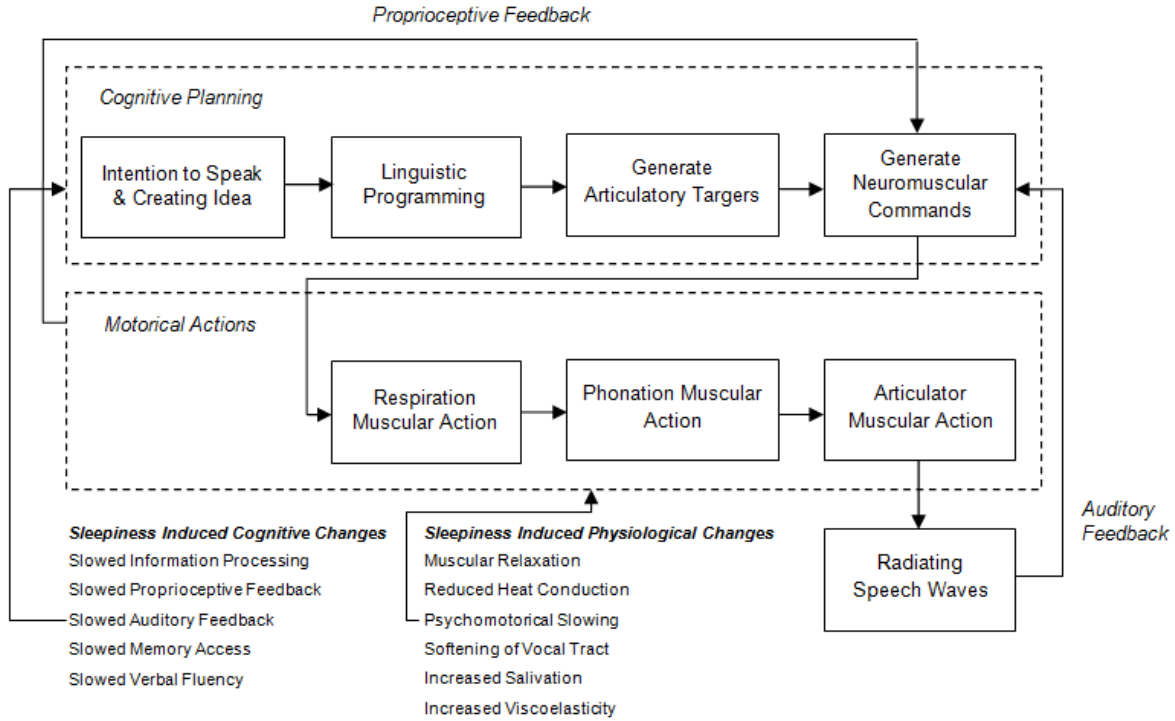 Proprioceptive Feedback
Cognitive Planning
Intention to Speak
& Creating Idea
Linguistic
Programming
Generate
Articulatory Targers
Generate
Neuromuscular
Commands
Motorical Actions
Respiration
Muscular Action
Phonation Muscular
Action
Articulator
Muscular Action
Auditory
Feedback
Radiating
Speech Waves
Sleepiness Induced Cognitive Changes
Slowed Information Processing
Slowed Proprioceptive Feedback
Slowed Auditory Feedback
Slowed Memory Access
Slowed Verbal Fluency
Sleepiness Induced Physiological Changes
Muscular Relaxation
Reduced Heat Conduction
Psychomotorical Slowing
Softening of Vocal Tract
Increased Salivation
Increased Viscoelasticity